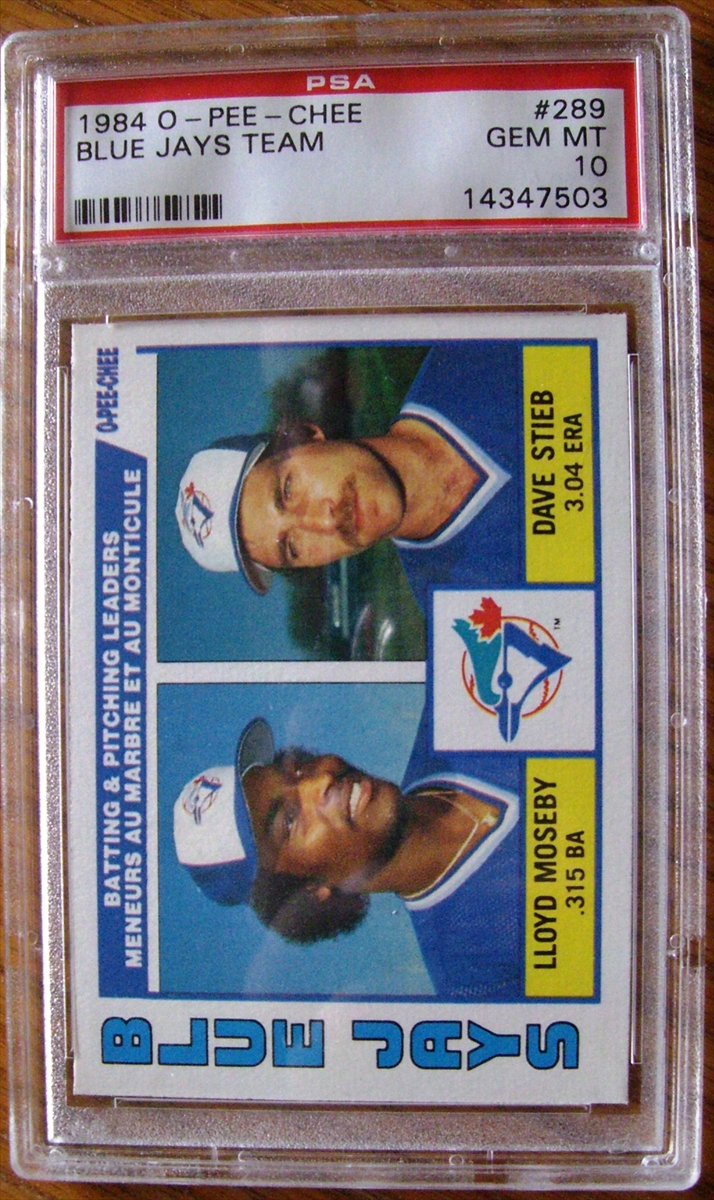 PSA
1984 O-PEE-CHEE
BLUE JAYS TEAM
#289
GEM MT
10
14347503
O-PEE-CHEE
BATTING & PITCHING LEADERS
MENEURS AU MARBRE ET AU MONTICULE
BLUE JAYS
LLOYD MOSEBY
.315 BA
TM
DAVE STIEB
3.04 ERA